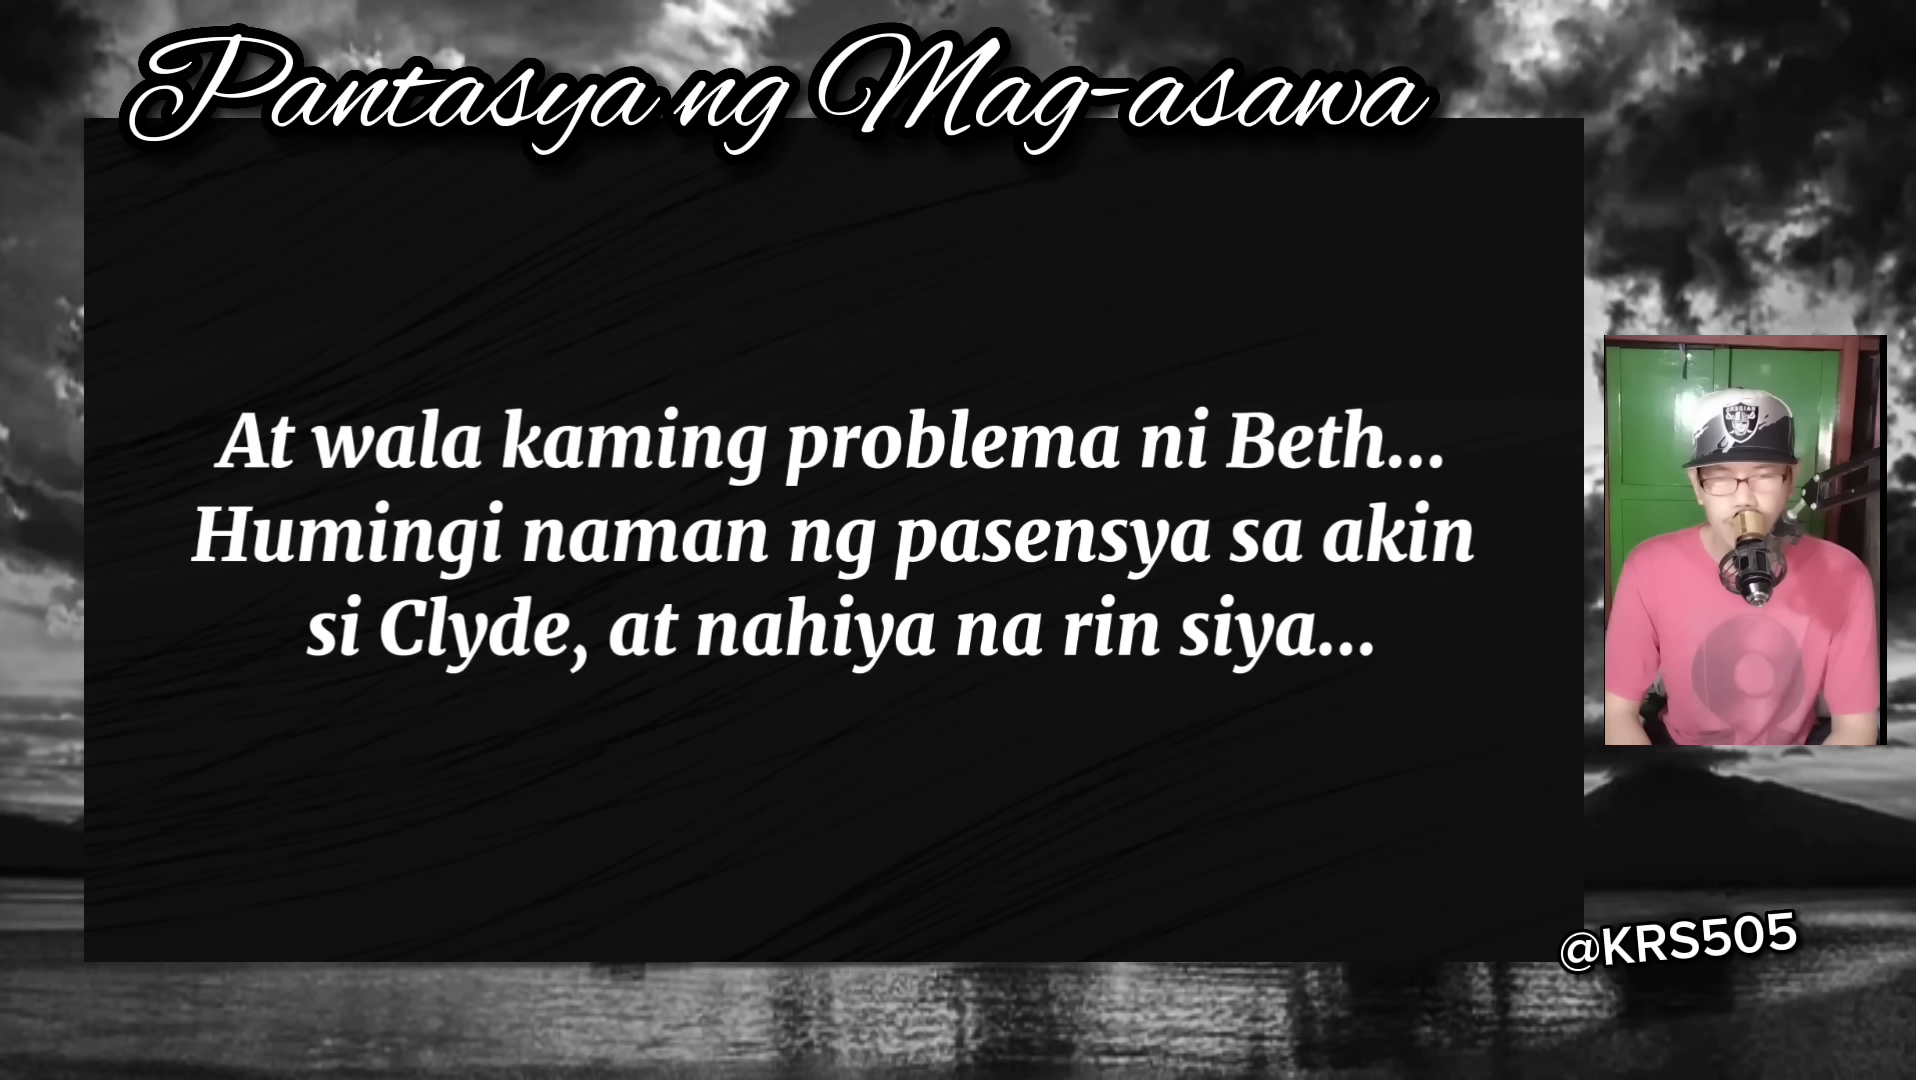 Pantasya ng Mag-asawa
At wala kaming problema ni Beth...
Humingi naman ng pasensya sa akin
si Clyde, at nahiya na rin siya...
@KRS505